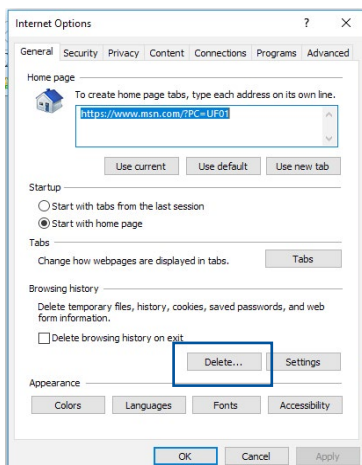 Internet Options ? X
General Security Privacy Content Connections Programs Advanced
Home page
To create home page tabs, type each address on its own line.
https://www.msn.com/?PC=UF01
Use current Use default Use new tab
Startup
Start with tabs from the last session
Start with home page
Tabs
Change how webpages are displayed in tabs. Tabs
Browsing history
Delete temporary files, history, cookies, saved passwords, and web
form information.
Delete browsing history on exit
Delete... Settings
Appearance
Colors Languages Fonts Accessibility
OK Cancel Apply